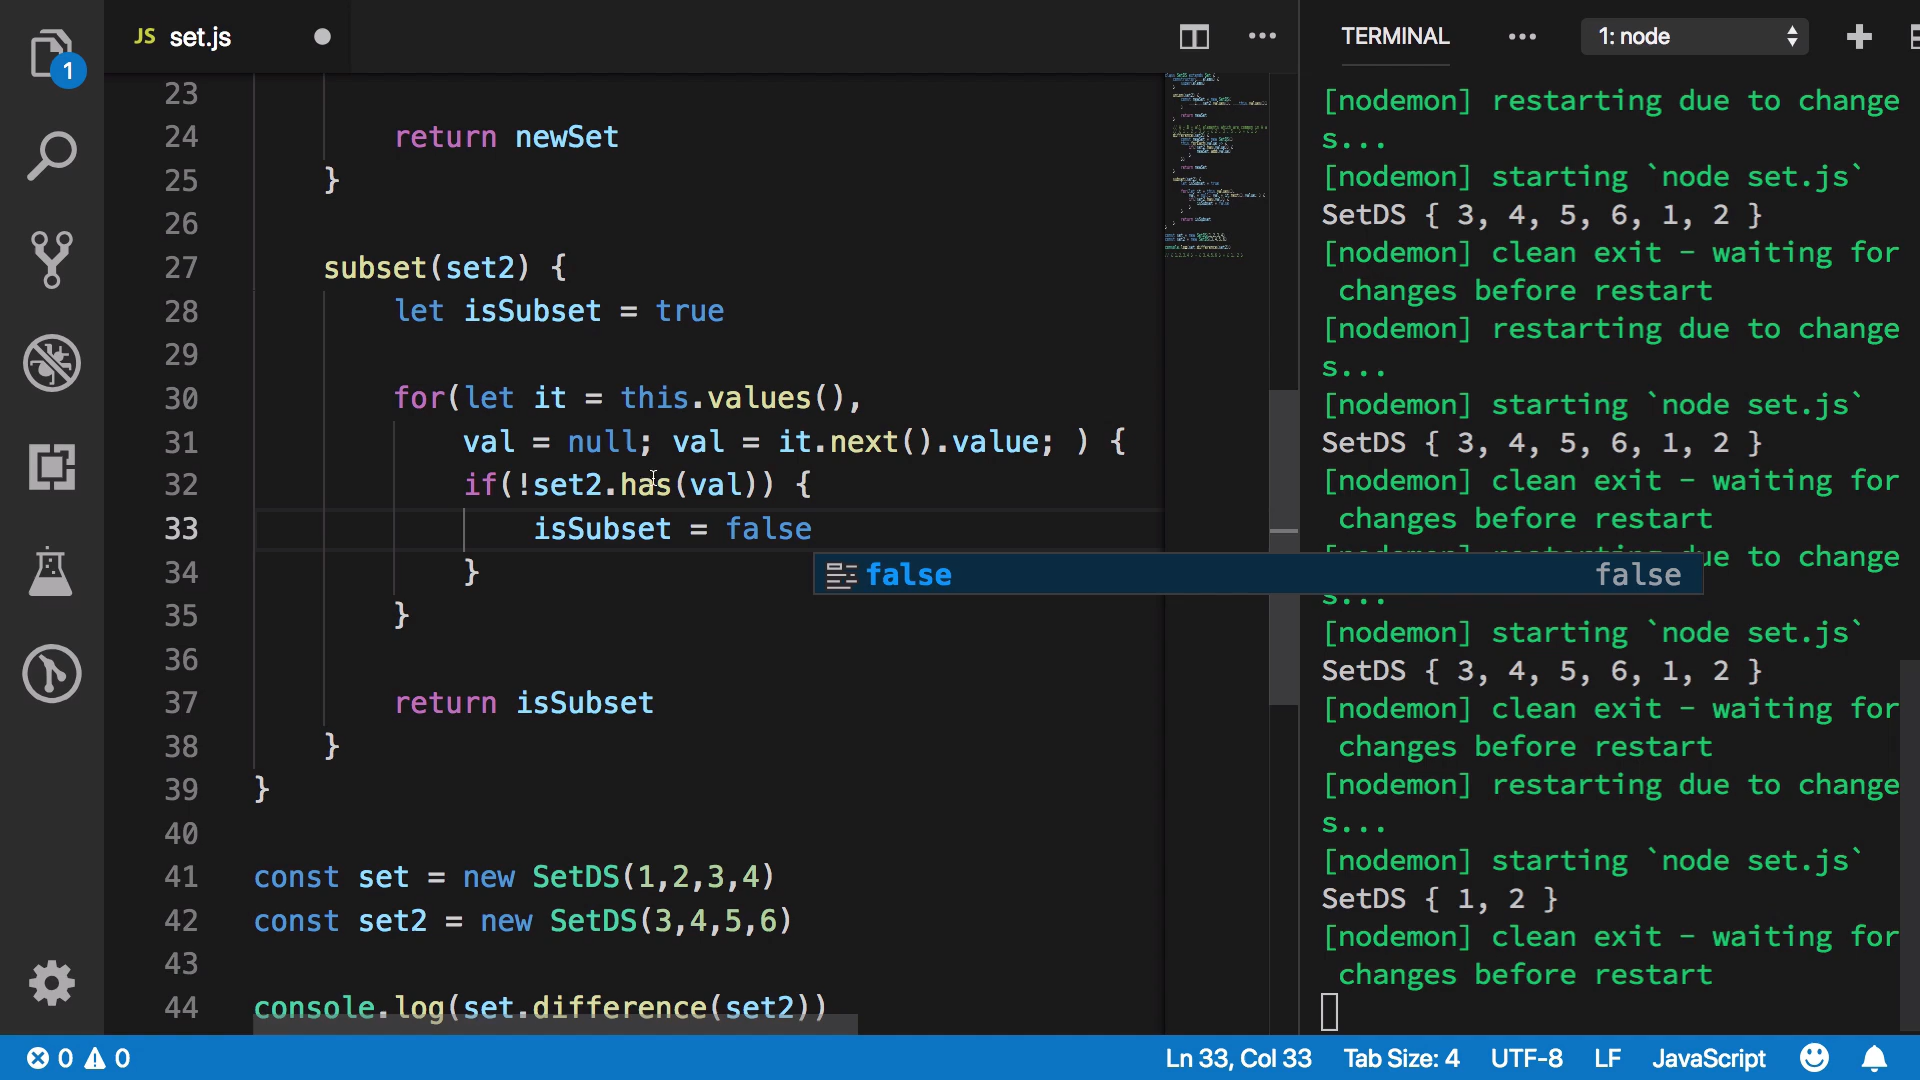 1
JS set.js
23
24 return newSet
25 }
26
27 subset(set2) {
28 let isSubset = true
29
30 for(let it = this.values(),
31 val = null; val = it.next().value; ) {
32 if(!set2.has(val)) {
33 isSubset = false
false false
34 }
35 }
36
37 return isSubset
38 }
39 }
40
41 const set = new SetDS(1,2,3,4)
42 const set2 = new SetDS(3,4,5,6)
43
44 console.log(set.difference(set2))
TERMINAL 1: node
[nodemon] restarting due to change
s...
[nodemon] starting `node set.js`
SetDS { 3, 4, 5, 6, 1, 2 }
[nodemon] clean exit - waiting for
changes before restart
[nodemon] restarting due to change
s...
[nodemon] starting `node set.js`
SetDS { 3, 4, 5, 6, 1, 2 }
[nodemon] clean exit - waiting for
changes before restart
[nodemon] restarting due to change
s...
[nodemon] starting `node set.js`
SetDS { 3, 4, 5, 6, 1, 2 }
[nodemon] clean exit - waiting for
changes before restart
[nodemon] restarting due to change
s...
[nodemon] starting `node set.js`
SetDS { 1, 2 }
[nodemon] clean exit - waiting for
changes before restart
0 0 Ln 33, Col 33 Tab Size: 4 UTF-8 LF JavaScript